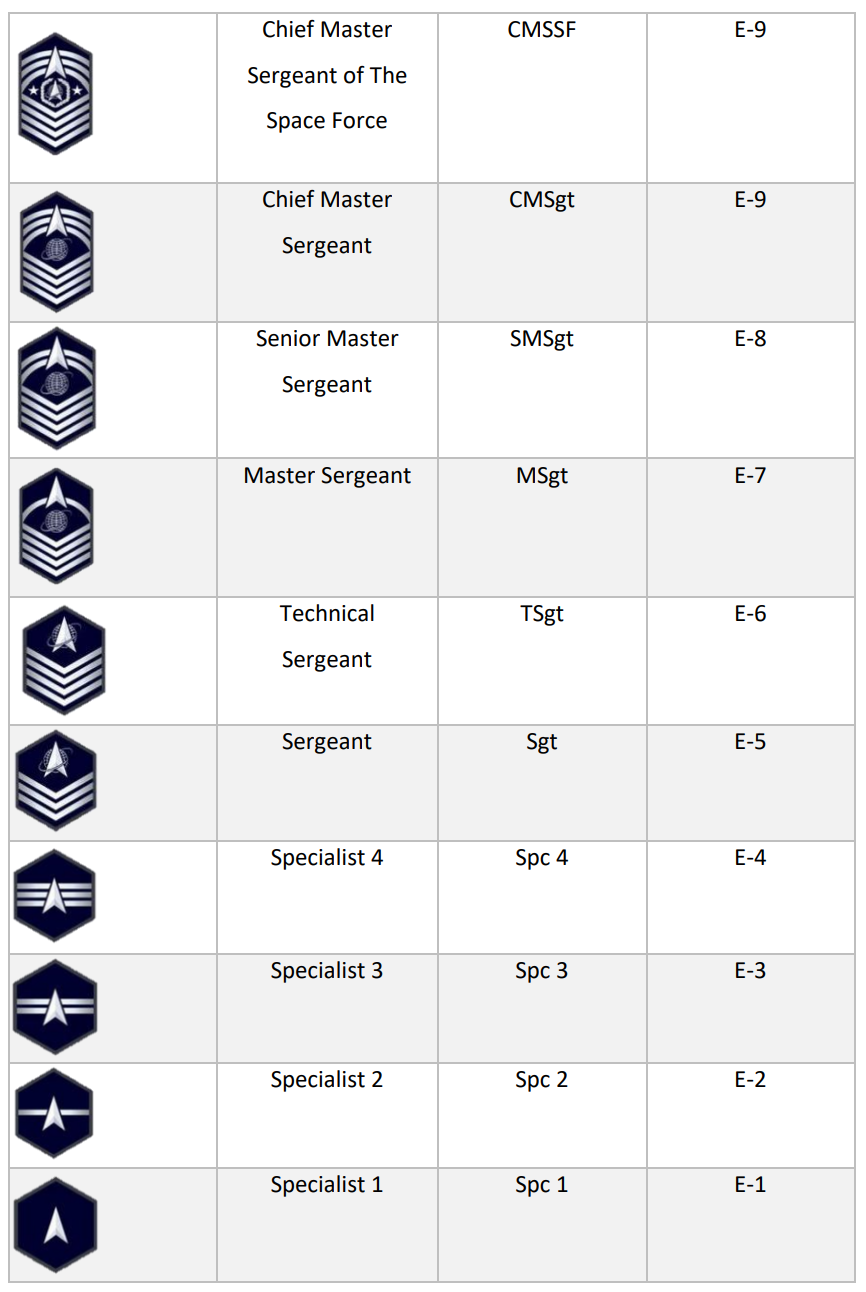 Chief Master CMSSF E-9
Sergeant of The
Space Force
Chief Master CMSgt E-9
Sergeant
Senior Master SMSgt E-8
Sergeant
Master Sergeant MSgt E-7
Technical TSgt E-6
Sergeant
Sergeant Sgt E-5
Specialist 4 Spc 4 E-4
Specialist 3 Spc 3 E-3
Specialist 2 Spc 2 E-2
Specialist 1 Spc 1 E-1